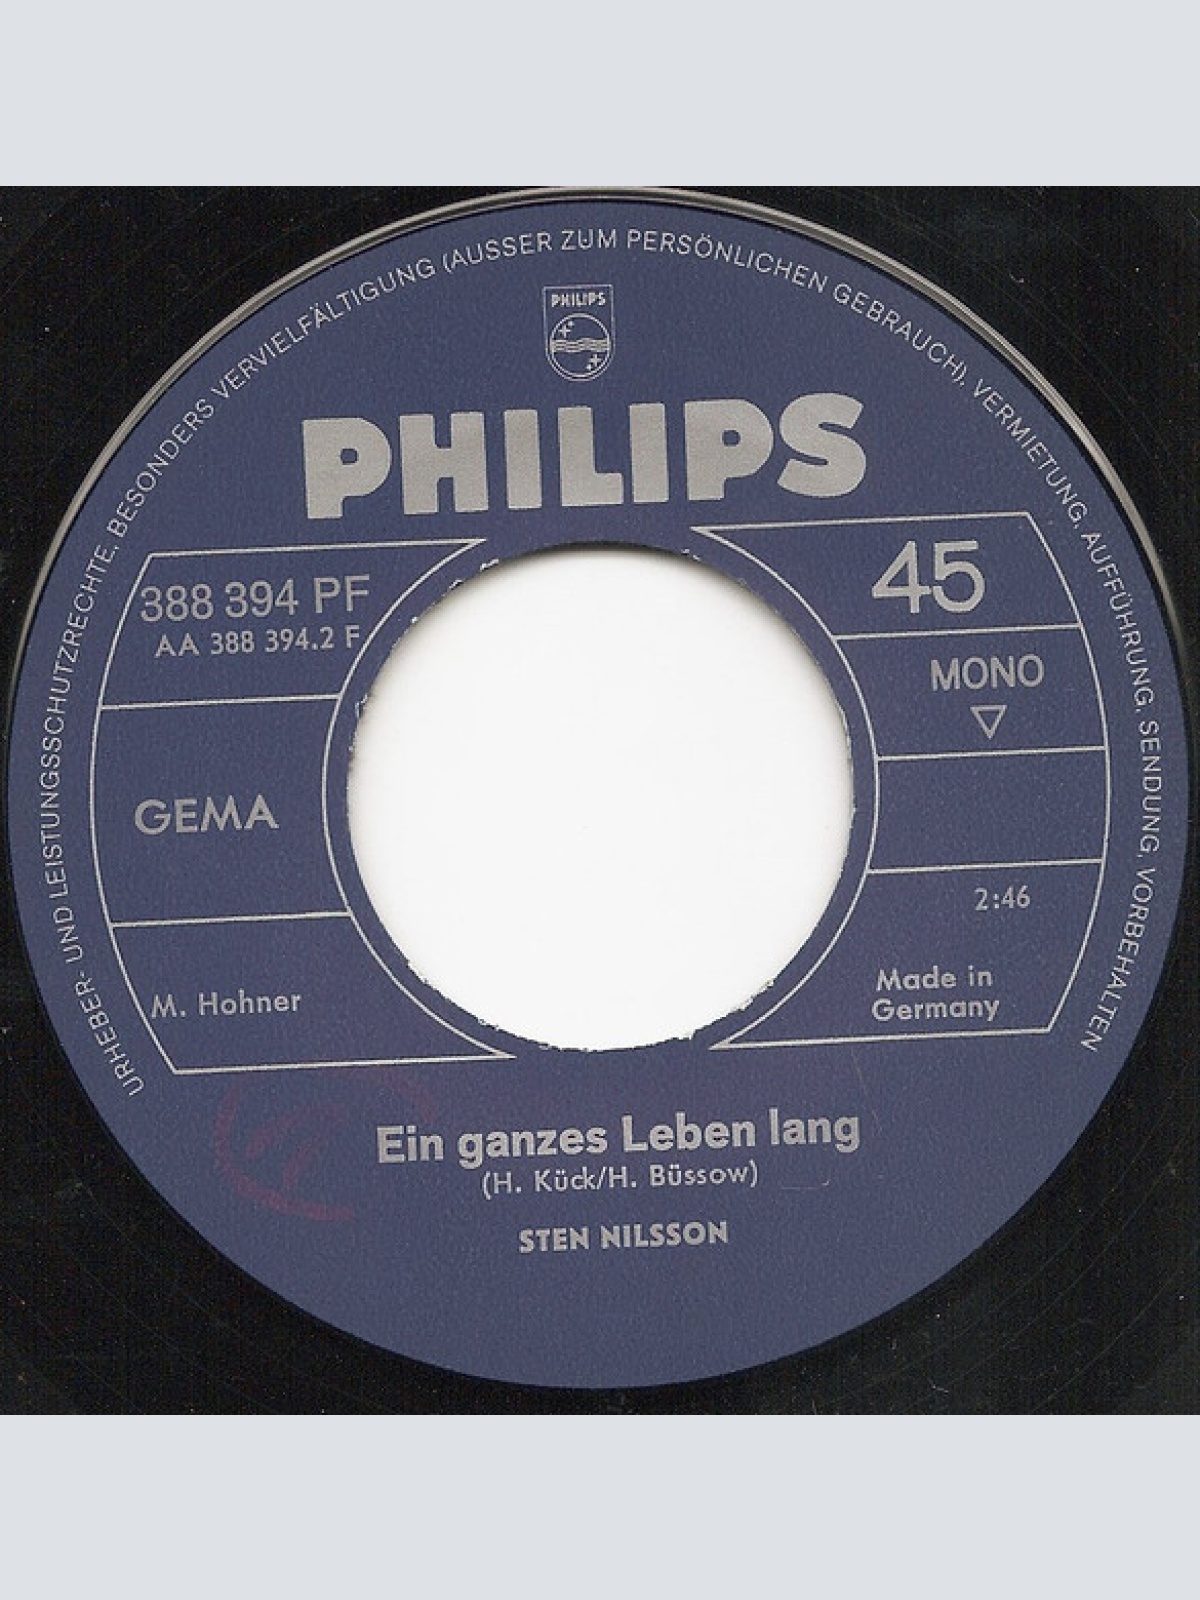 URHEBER- UND LEISTUNGSSCHUTZRECHTE, BESONDERS VERVIELFÄLTIGUNG (AUSSER ZUM PERSÖNLICHEN GEBRAUCH), VERMIETUNG, AUFFÜHRUNG, SENDUNG, VORBEHALTEN
PHILIPS
PHILIPS
388 394 PF
AA 388 394.2 F
GEMA
M. Hohner
45
MONO
2:46
Made in
Germany
Ein ganzes Leben lang
(H. Kück/H. Büssow)
STEN NILSSON